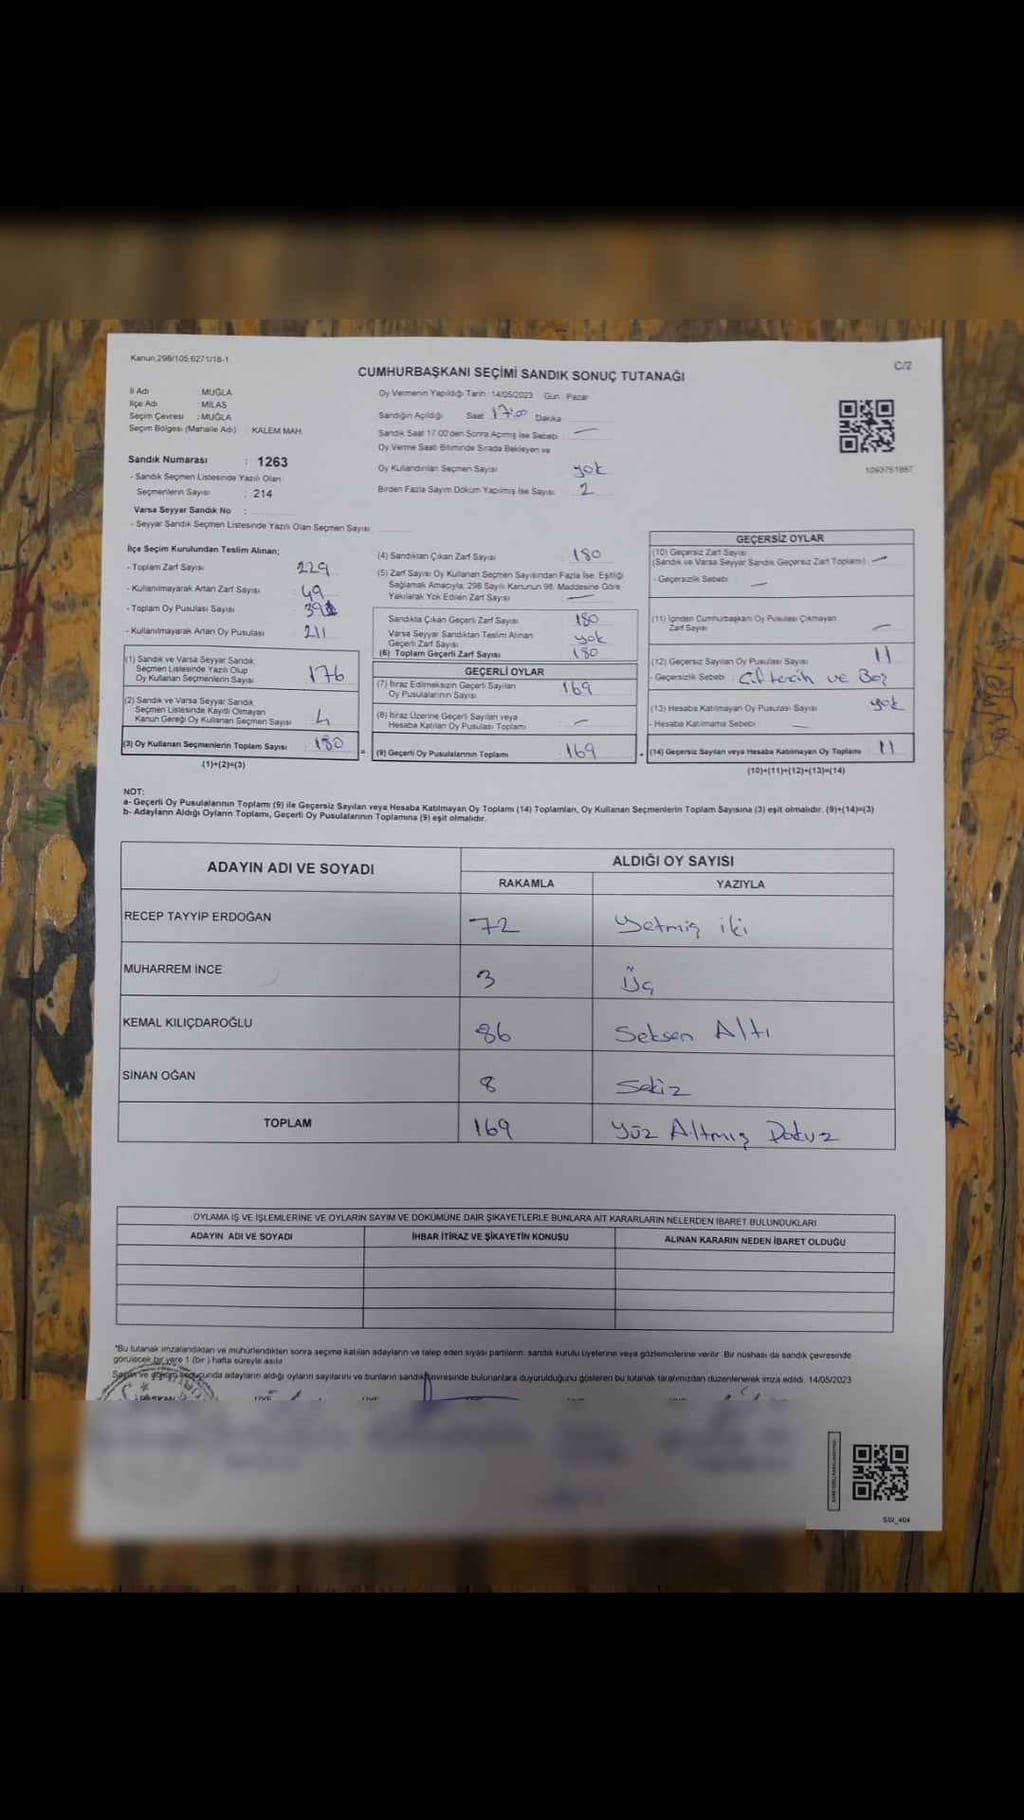 Kanun;298/105;6271/18-1
C/2
CUMHURBAŞKANI SEÇİMİ SANDIK SONUÇ TUTANAĞI
İl Adı : MUĞLA
İlçe Adı : MİLAS
Seçim Çevresi : MUĞLA
Seçim Bölgesi (Mahalle Adı) KALEM MAH.
Sandık Numarası : 1263
- Sandık Seçmen Listesinde Yazılı Olan
Seçmenlerin Sayısı : 214
Varsa Seyyar Sandık No :
- Seyyar Sandık Seçmen Listesinde Yazılı Olan Seçmen Sayısı
Oy Vermenin Yapıldığı Tarih : 14/05/2023 Gün : Pazar
Sandığın Açıldığı Saat 17:00 Dakika
Sandık Saat 17:00'den Sonra Açılmış İse Sebebi :
Oy Verme Saati Bitiminde Sırada Bekleyen ve
Oy Kullandırılan Seçmen Sayısı yok
Birden Fazla Sayım Döküm Yapılmış İse Sayısı 2
1093751887
İlçe Seçim Kurulundan Teslim Alınan;
- Toplam Zarf Sayısı 229
- Kullanılmayarak Artan Zarf Sayısı 49
- Toplam Oy Pusulası Sayısı
- Kullanılmayarak Artan Oy Pusulası 211
(1) Sandık ve Varsa Seyyar Sandık
Seçmen Listesinde Yazılı Olup
Oy Kullanan Seçmenlerin Sayısı 176
(2) Sandık ve Varsa Seyyar Sandık
Seçmen Listesinde Kayıtlı Olmayan
Kanun Gereği Oy Kullanan Seçmen Sayısı 4
(3) Oy Kullanan Seçmenlerin Toplam Sayısı 180
(1)+(2)=(3)
(4) Sandıktan Çıkan Zarf Sayısı 180
(5) Zarf Sayısı Oy Kullanan Seçmen Sayısından Fazla İse, Eşitliği
Sağlamak Amacıyla, 298 Sayılı Kanunun 98. Maddesine Göre
Yakılarak Yok Edilen Zarf Sayısı
Sandıkta Çıkan Geçerli Zarf Sayısı 180
Varsa Seyyar Sandıktan Teslim Alınan
Geçerli Zarf Sayısı yok
(6) Toplam Geçerli Zarf Sayısı 180
GEÇERLİ OYLAR
(7) İtiraz Edilmeksizin Geçerli Sayılan
Oy Pusulalarının Sayısı 169
(8) İtiraz Üzerine Geçerli Sayılan veya
Hesaba Katılan Oy Pusulası Toplamı
(9) Geçerli Oy Pusulalarının Toplamı 169
GEÇERSİZ OYLAR
(10) Geçersiz Zarf Sayısı
(Sandık ve Varsa Seyyar Sandık Geçersiz Zarf Toplamı)
- Geçersizlik Sebebi
(11) İçinden Cumhurbaşkanı Oy Pusulası Çıkmayan
Zarf Sayısı
(12) Geçersiz Sayılan Oy Pusulası Sayısı 11
- Geçersizlik Sebebi ve Boş
(13) Hesaba Katılmayan Oy Pusulası Sayısı yok
- Hesaba Katılmama Sebebi
(14) Geçersiz Sayılan veya Hesaba Katılmayan Oy Toplamı 11
(10)+(11)+(12)+(13)=(14)
NOT:
a- Geçerli Oy Pusulalarının Toplamı (9) ile Geçersiz Sayılan veya Hesaba Katılmayan Oy Toplamı (14) Toplamları, Oy Kullanan Seçmenlerin Toplam Sayısına (3) eşit olmalıdır. (9)+(14)=(3)
b- Adayların Aldığı Oyların Toplamı, Geçerli Oy Pusulalarının Toplamına (9) eşit olmalıdır.
ADAYIN ADI VE SOYADI
ALDIĞI OY SAYISI
RAKAMLA YAZIYLA
RECEP TAYYİP ERDOĞAN 72 Yetmiş iki
MUHARREM İNCE 3 Üç
KEMAL KILIÇDAROĞLU 86 Seksen Altı
SİNAN OĞAN 8 Sekiz
TOPLAM 169 Yüz Altmış Dokuz
OYLAMA İŞ VE İŞLEMLERİNE VE OYLARIN SAYIM VE DÖKÜMÜNE DAİR ŞİKAYETLERLE BUNLARA AİT KARARLARIN NELERDEN İBARET BULUNDUKLARI
ADAYIN ADI VE SOYADI İHBAR İTİRAZ VE ŞİKAYETİN KONUSU ALINAN KARARIN NEDEN İBARET OLDUĞU
*Bu tutanak imzalandıktan ve mühürlendikten sonra seçime katılan adayların ve talep eden siyasi partilerin sandık kurulu üyelerine veya gözlemcilerine verilir. Bir nüshası da sandık çevresinde
görülecek bir yere 1 (bir) hafta süreyle asılır.
Sayım ve döküm sonucunda adayların aldığı oyların sayılarını ve bunların sandık çevresinde bulunanlara duyurulduğunu gösteren bu tutanak tarafımızdan düzenlenerek imza edildi. 14/05/2023